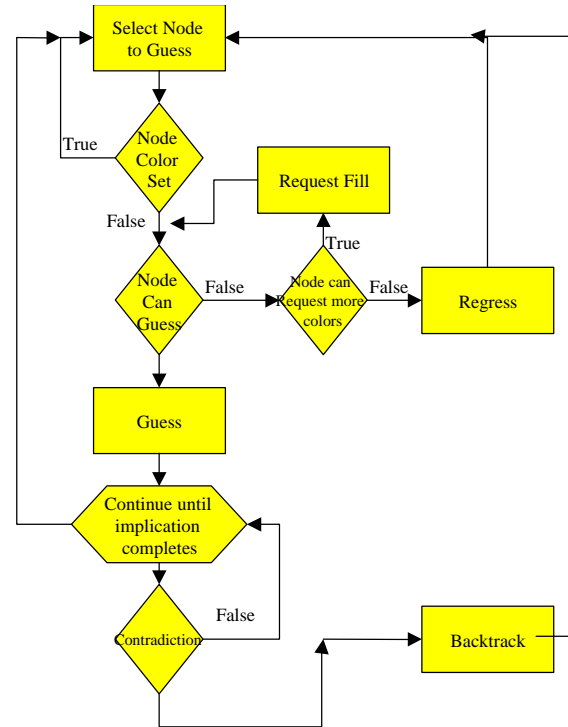 Select Node
to Guess
True
Node
Color
Set
Request Fill
False
True
Node
Can
Guess
False
Node can
Request more
colors
False
Regress
Guess
Continue until
implication
completes
False
Contradiction
Backtrack